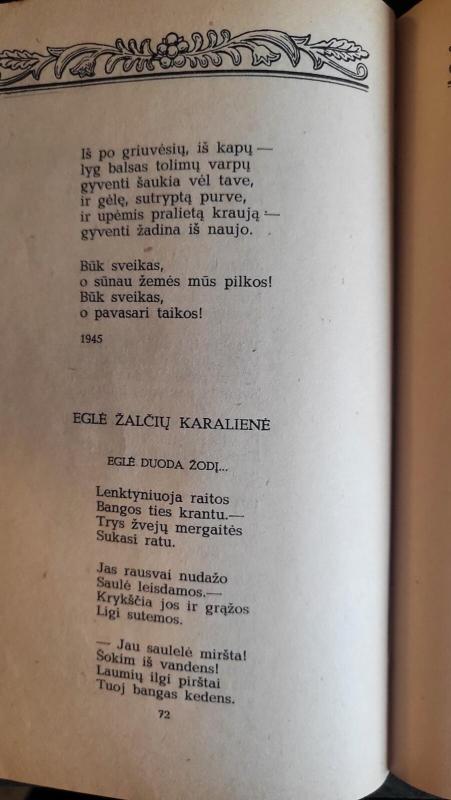 Iš po griuvėsių, iš kapų —
lyg balsas tolimų varpų
gyventi šaukia vėl tave,
ir gėlę, sutryptą purve,
ir upėmis pralietą kraują —
gyventi žadina iš naujo.
Būk sveikas,
o sūnau žemės mūs pilkos!
Būk sveikas,
o pavasari taikos!
1945
EGLĖ ŽALČIŲ KARALIENĖ
EGLĖ DUODA ŽODĮ...
Lenktyniuoja raitos
Bangos ties krantu.—
Trys žvejų mergaitės
Sukasi ratu.
Jas rausvai nudažo
Saulė leisdamos.—
Krykščia jos ir grąžos
Ligi sutemos.
— Jau saulelė miršta!
Šokim iš vandens!
Laumių ilgi pirštai
Tuoj bangas kedens.
72